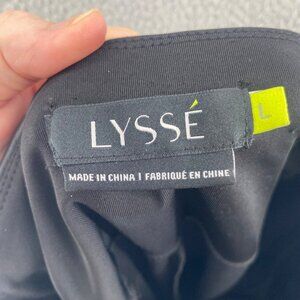 LYSSÉ
L
MADE IN CHINA | FABRIQUÉ EN CHINE